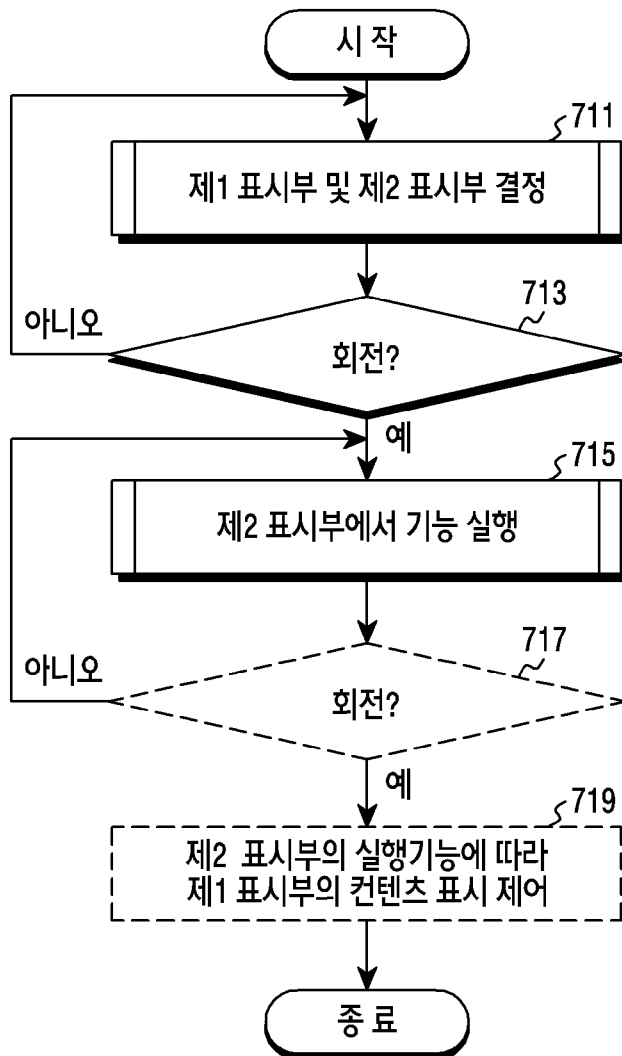 시 작
711
제1 표시부 및 제2 표시부 결정
713
아니오
회전?
예
715
제2 표시부에서 기능 실행
717
아니오
회전?
예
719
제2 표시부의 실행기능에 따라
제1 표시부의 컨텐츠 표시 제어
종 료